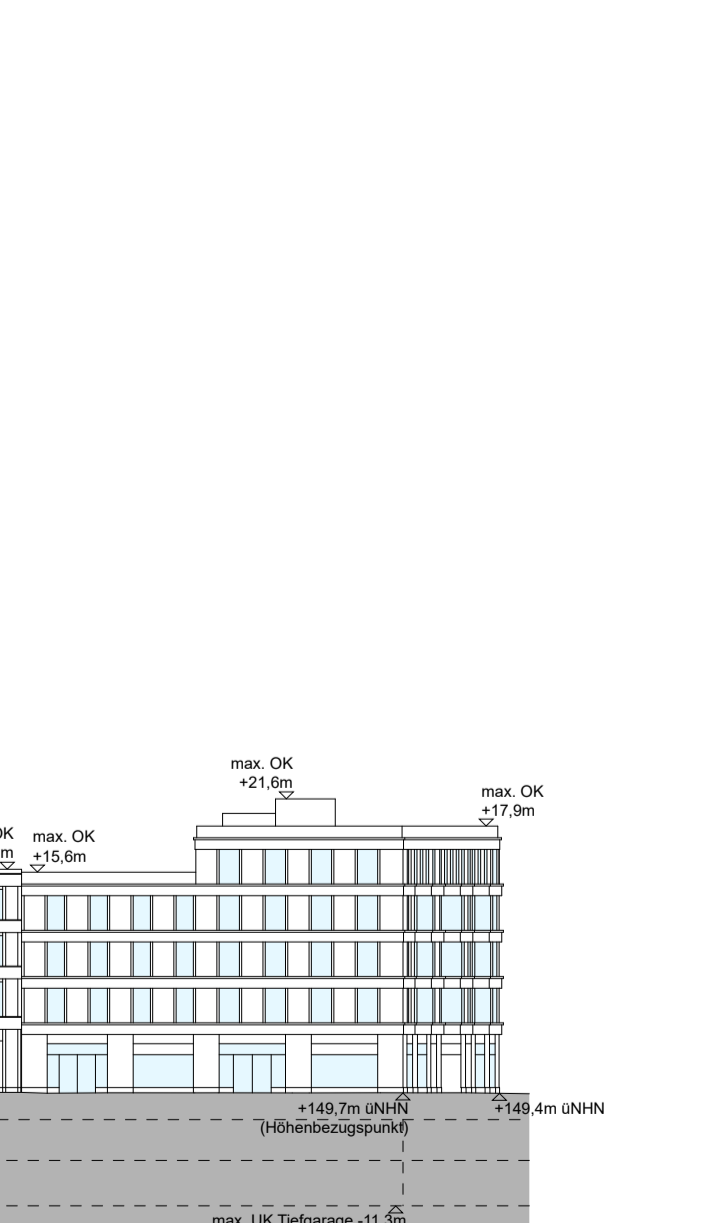 max. OK
+21,6m
max. OK
+17,9m
OK
m
max. OK
+15,6m
+149,7m üNHN
(Höhenbezugspunkt)
+149,4m üNHN
max. UK Tiefgarage -11,3m